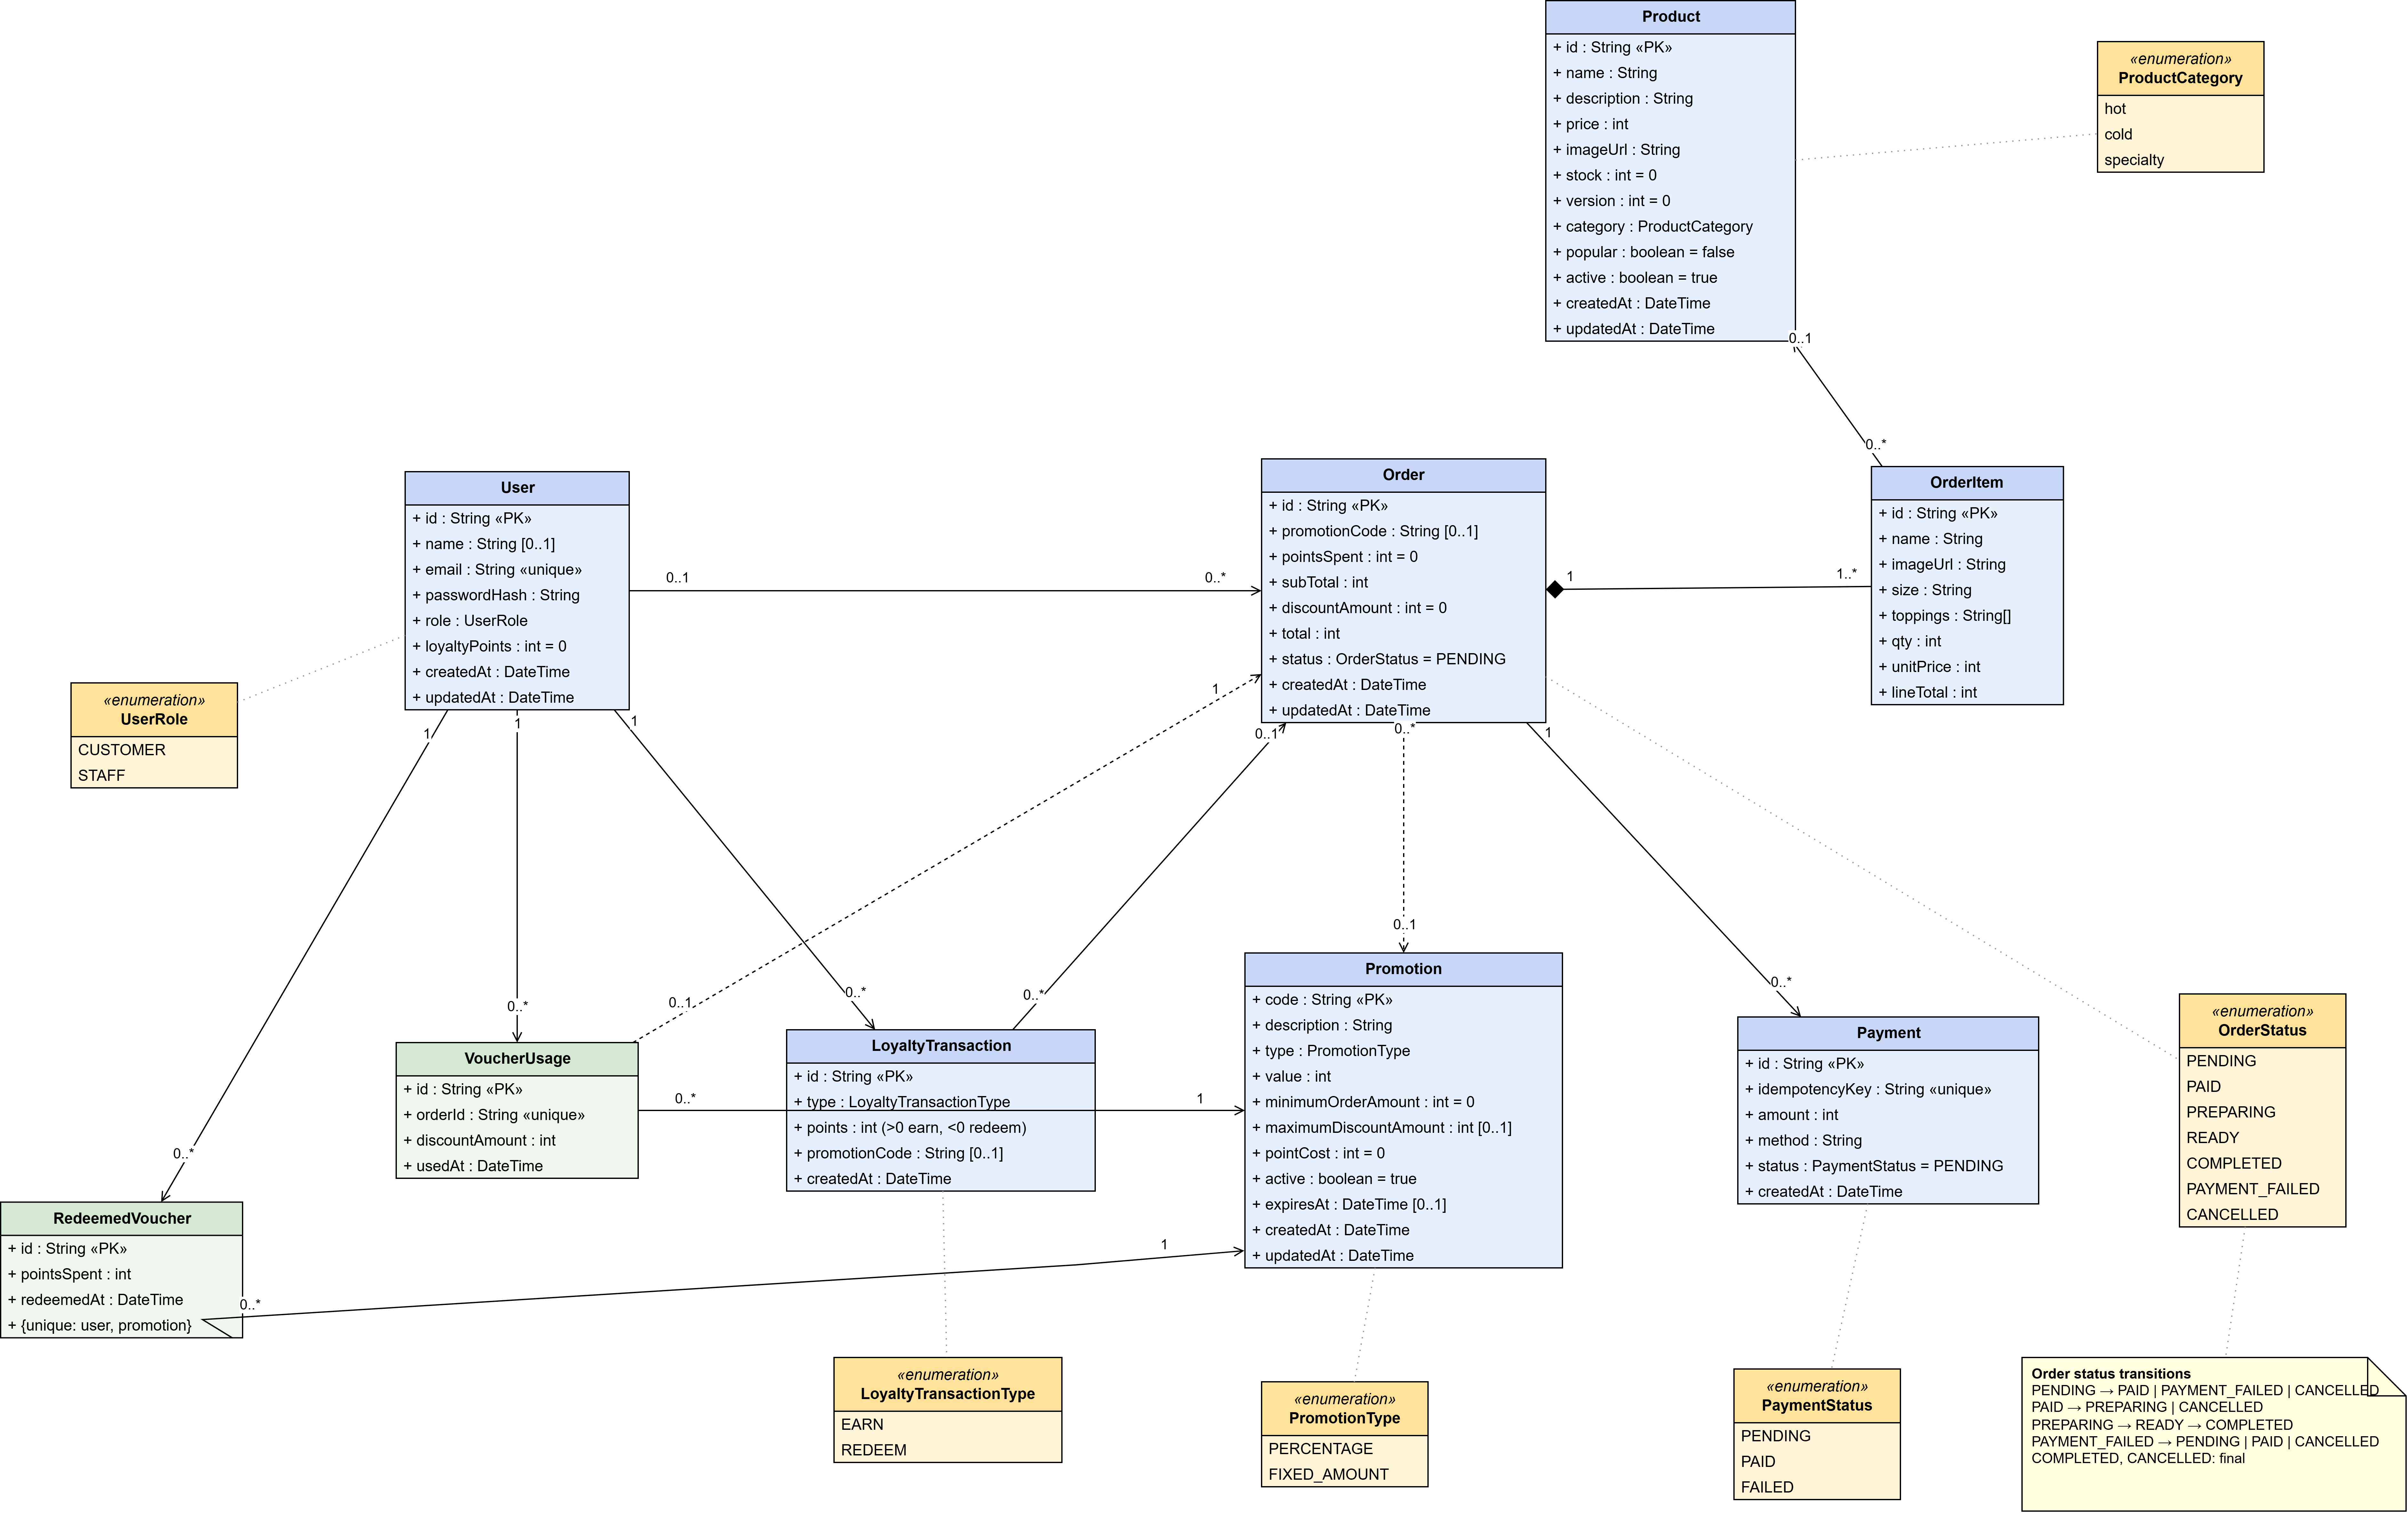 Product
+ id : String «PK»
+ name : String
+ description : String
+ price : int
+ imageUrl : String
+ stock : int = 0
+ version : int = 0
+ category : ProductCategory
+ popular : boolean = false
+ active : boolean = true
+ createdAt : DateTime
+ updatedAt : DateTime
0..1
0..*
«enumeration»
ProductCategory
hot
cold
specialty
User
+ id : String «PK»
+ name : String [0..1]
+ email : String «unique»
+ passwordHash : String
+ role : UserRole
+ loyaltyPoints : int = 0
+ createdAt : DateTime
+ updatedAt : DateTime
0..1
0..*
Order
+ id : String «PK»
+ promotionCode : String [0..1]
+ pointsSpent : int = 0
+ subTotal : int
+ discountAmount : int = 0
+ total : int
+ status : OrderStatus = PENDING
+ createdAt : DateTime
+ updatedAt : DateTime
1
1..*
OrderItem
+ id : String «PK»
+ name : String
+ imageUrl : String
+ size : String
+ toppings : String[]
+ qty : int
+ unitPrice : int
+ lineTotal : int
«enumeration»
UserRole
CUSTOMER
STAFF
1
1
1
1
0..1
0..*
1
0..*
0..*
0..1
0..*
0..*
0..1
0..*
VoucherUsage
+ id : String «PK»
+ orderId : String «unique»
+ discountAmount : int
+ usedAt : DateTime
0..*
1
LoyaltyTransaction
+ id : String «PK»
+ type : LoyaltyTransactionType
+ points : int (>0 earn, <0 redeem)
+ promotionCode : String [0..1]
+ createdAt : DateTime
Promotion
+ code : String «PK»
+ description : String
+ type : PromotionType
+ value : int
+ minimumOrderAmount : int = 0
+ maximumDiscountAmount : int [0..1]
+ pointCost : int = 0
+ active : boolean = true
+ expiresAt : DateTime [0..1]
+ createdAt : DateTime
+ updatedAt : DateTime
Payment
+ id : String «PK»
+ idempotencyKey : String «unique»
+ amount : int
+ method : String
+ status : PaymentStatus = PENDING
+ createdAt : DateTime
«enumeration»
OrderStatus
PENDING
PAID
PREPARING
READY
COMPLETED
PAYMENT_FAILED
CANCELLED
0..*
RedeemedVoucher
+ id : String «PK»
+ pointsSpent : int
+ redeemedAt : DateTime
+ {unique: user, promotion}
0..*
1
«enumeration»
LoyaltyTransactionType
EARN
REDEEM
«enumeration»
PromotionType
PERCENTAGE
FIXED_AMOUNT
«enumeration»
PaymentStatus
PENDING
PAID
FAILED
Order status transitions
PENDING → PAID | PAYMENT_FAILED | CANCELLED
PAID → PREPARING | CANCELLED
PREPARING → READY → COMPLETED
PAYMENT_FAILED → PENDING | PAID | CANCELLED
COMPLETED, CANCELLED: final